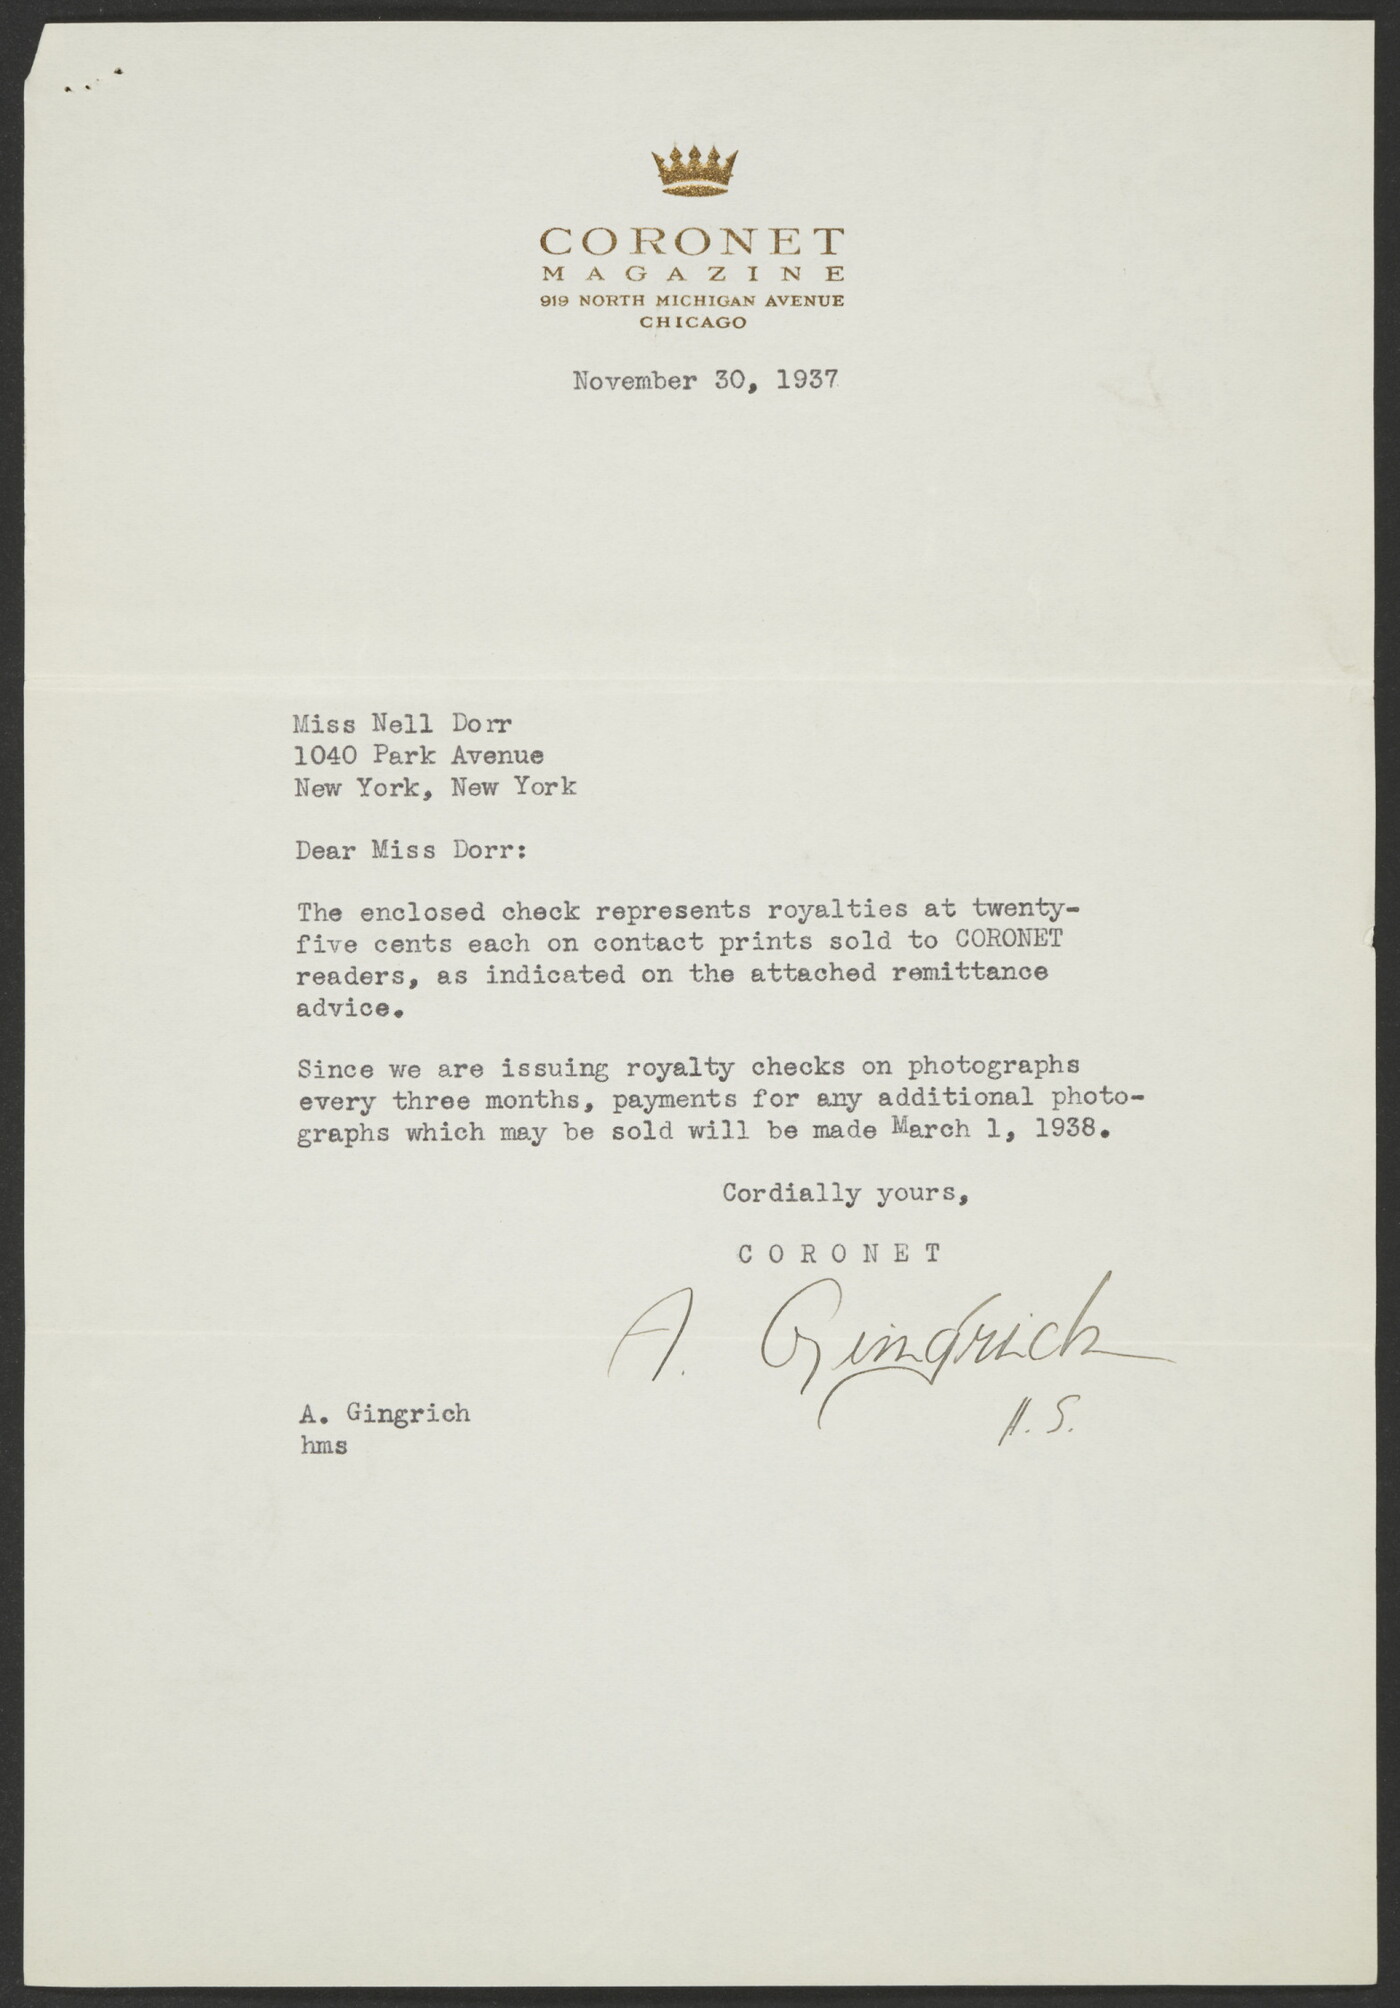 CORONET
MAGAZINE
919 NORTH MICHIGAN AVENUE
CHICAGO
November 30, 1937
Miss Nell Dorr
1040 Park Avenue
New York, New York
Dear Miss Dorr:
The enclosed check represents royalties at twenty-
five cents each on contact prints sold to CORONET
readers, as indicated on the attached remittance
advice.
Since we are issuing royalty checks on photographs
every three months, payments for any additional photo-
graphs which may be sold will be made March 1, 1938.
Cordially yours,
C O R O N E T
A. Gingrich
H. S.
A. Gingrich
hms